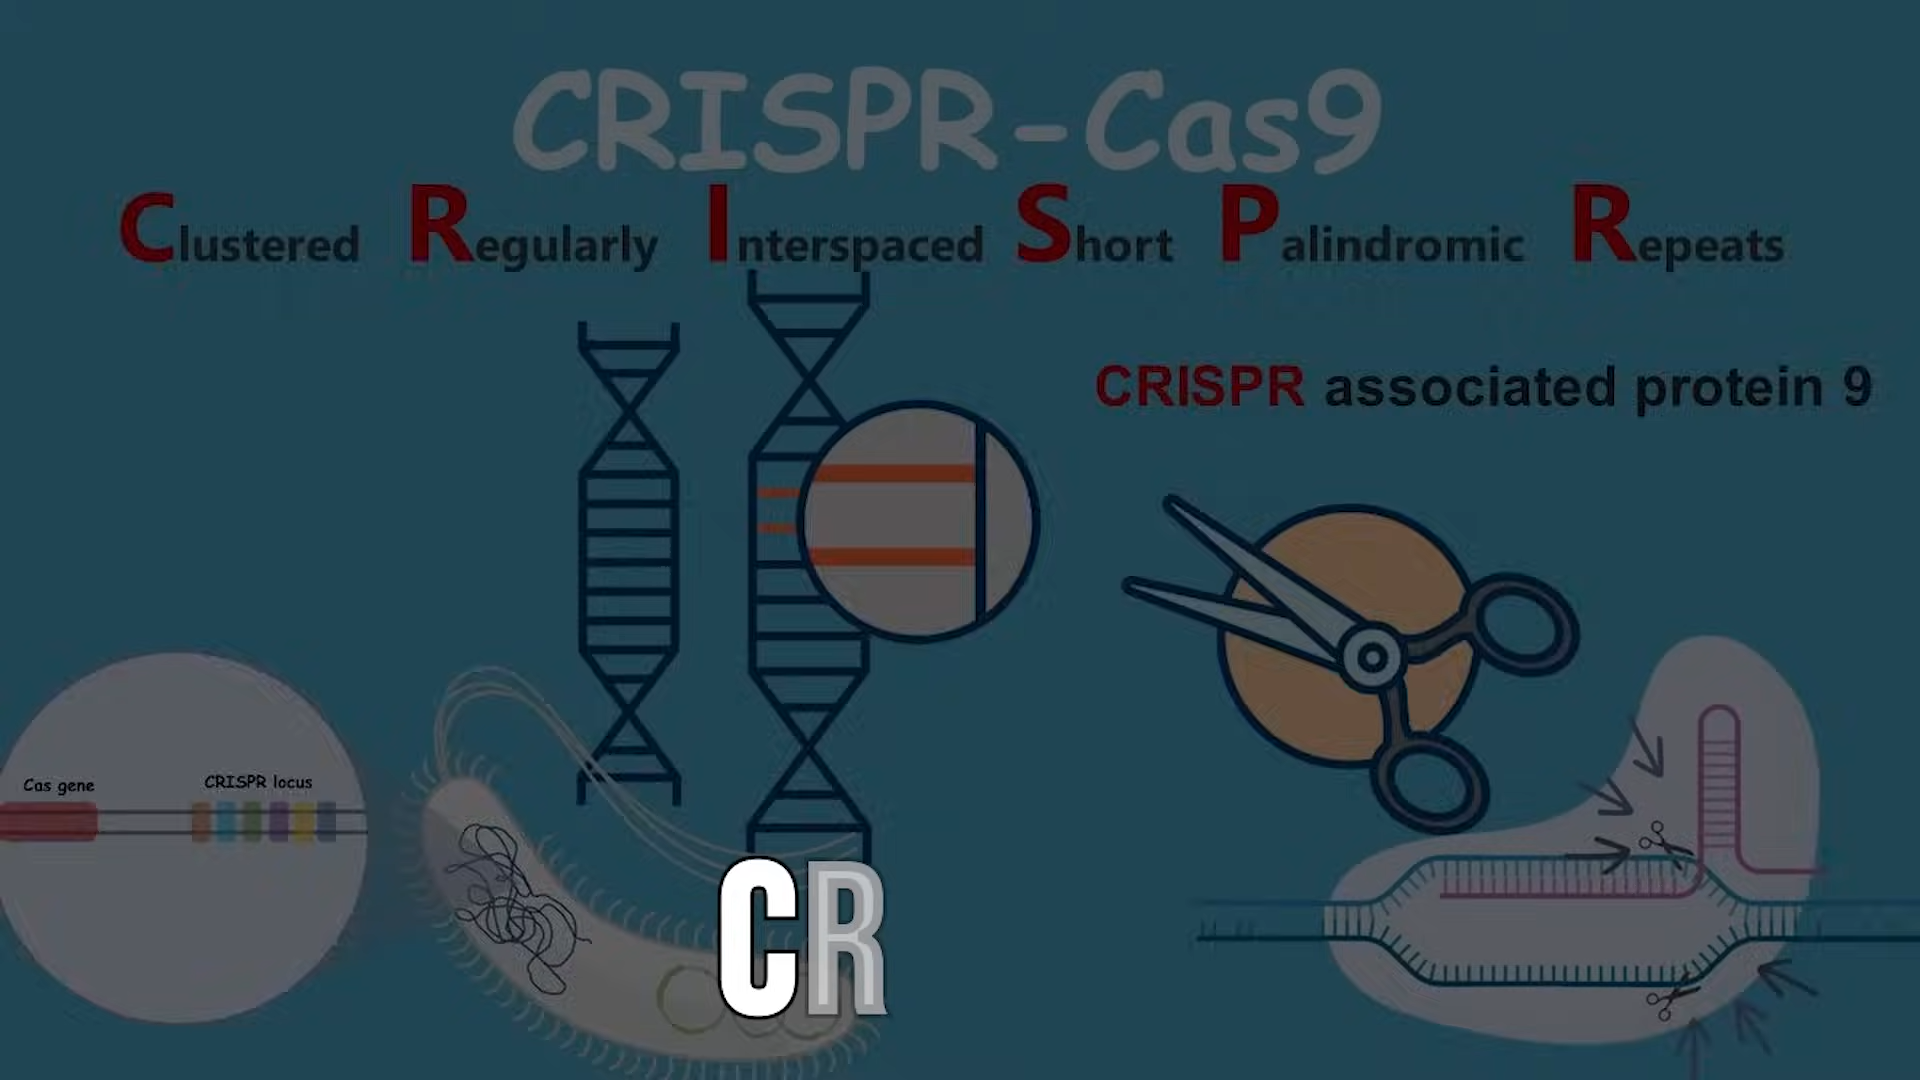 CRISPR-Cas9
Clustered Regularly Interspaced Short Palindromic Repeats
CRISPR associated protein 9
Cas gene
CRISPR locus
CR